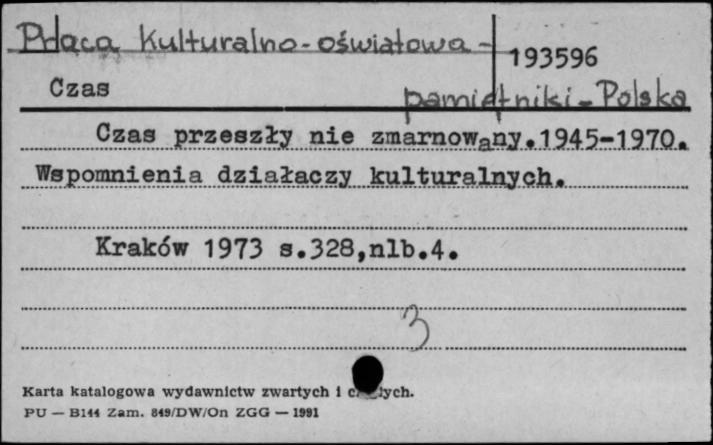 Praca kulturalno-oświatowa -
193596
Czas
pamiętniki - Polska
Czas przeszły nie zmarnowany.1945-1970.
Wspomnienia działaczy kulturalnych.
Kraków 1973 s.328,nlb.4.
3
Karta katalogowa wydawnictw zwartych i ciągłych.
PU — B144 Zam. 849/DW/On ZGG — 1991